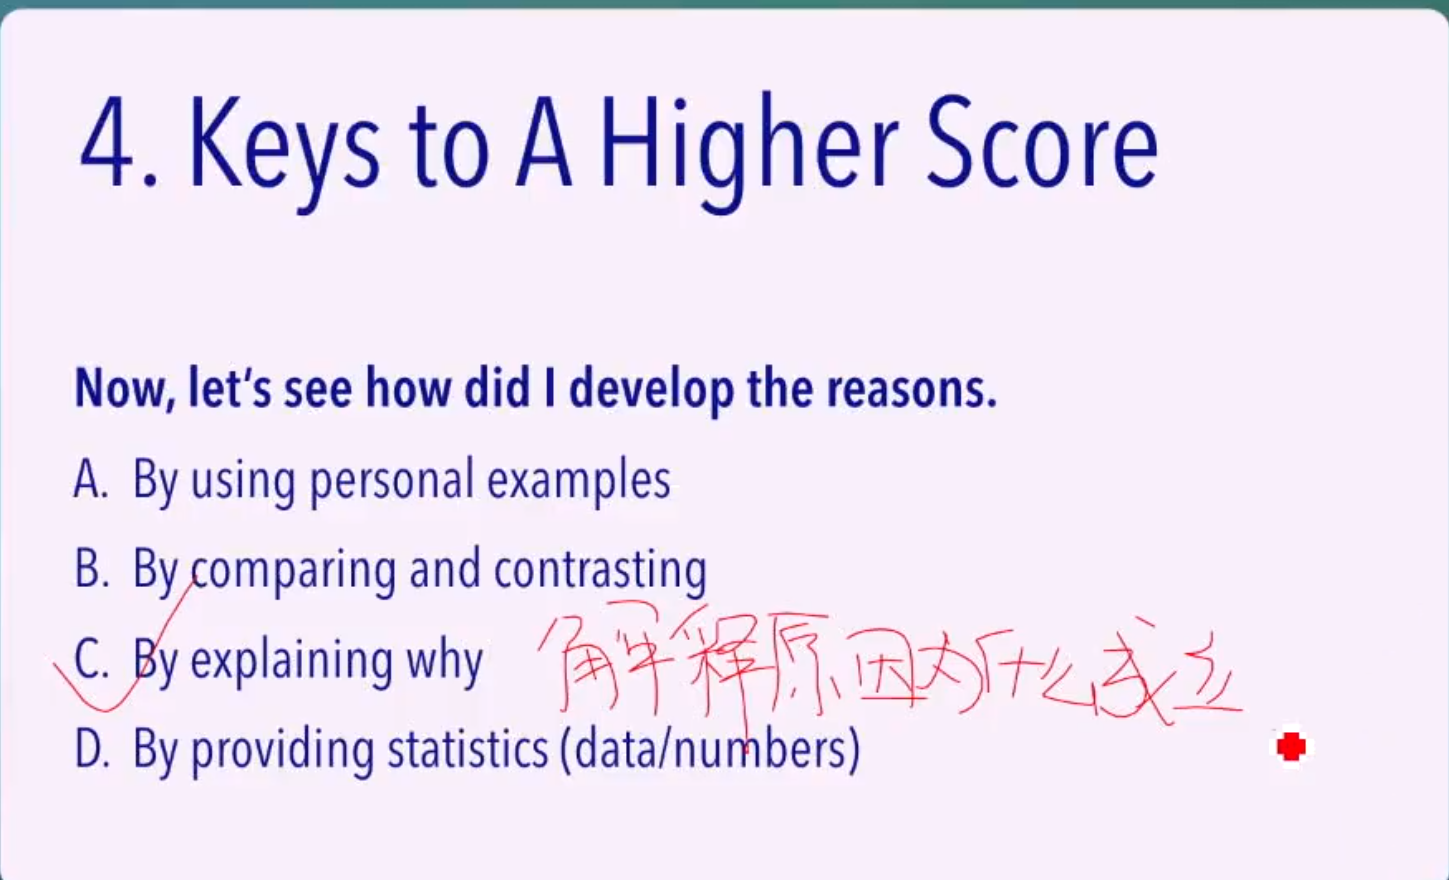 4. Keys to A Higher Score
Now, let's see how did I develop the reasons.
A. By using personal examples
B. By comparing and contrasting
C. By explaining why
解释原因为什么成立
D. By providing statistics (data/numbers)